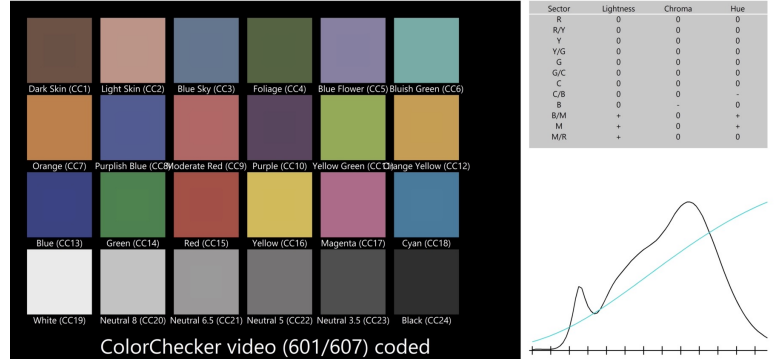 Dark Skin (CC1) Light Skin (CC2) Blue Sky (CC3) Foliage (CC4) Blue Flower (CC5) Bluish Green (CC6)
Orange (CC7) Purplish Blue (CC8) Moderate Red (CC9) Purple (CC10) Yellow Green (CC11) Orange Yellow (CC12)
Blue (CC13) Green (CC14) Red (CC15) Yellow (CC16) Magenta (CC17) Cyan (CC18)
White (CC19) Neutral 8 (CC20) Neutral 6.5 (CC21) Neutral 5 (CC22) Neutral 3.5 (CC23) Black (CC24)
ColorChecker video (601/607) coded
Sector Lightness Chroma Hue
R 0 0 0
R/Y 0 0 0
Y 0 0 0
Y/G 0 0 0
G 0 0 0
G/C 0 0 0
C 0 0 0
C/B 0 0 -
B 0 - 0
B/M + 0 +
M + 0 +
M/R + 0 0